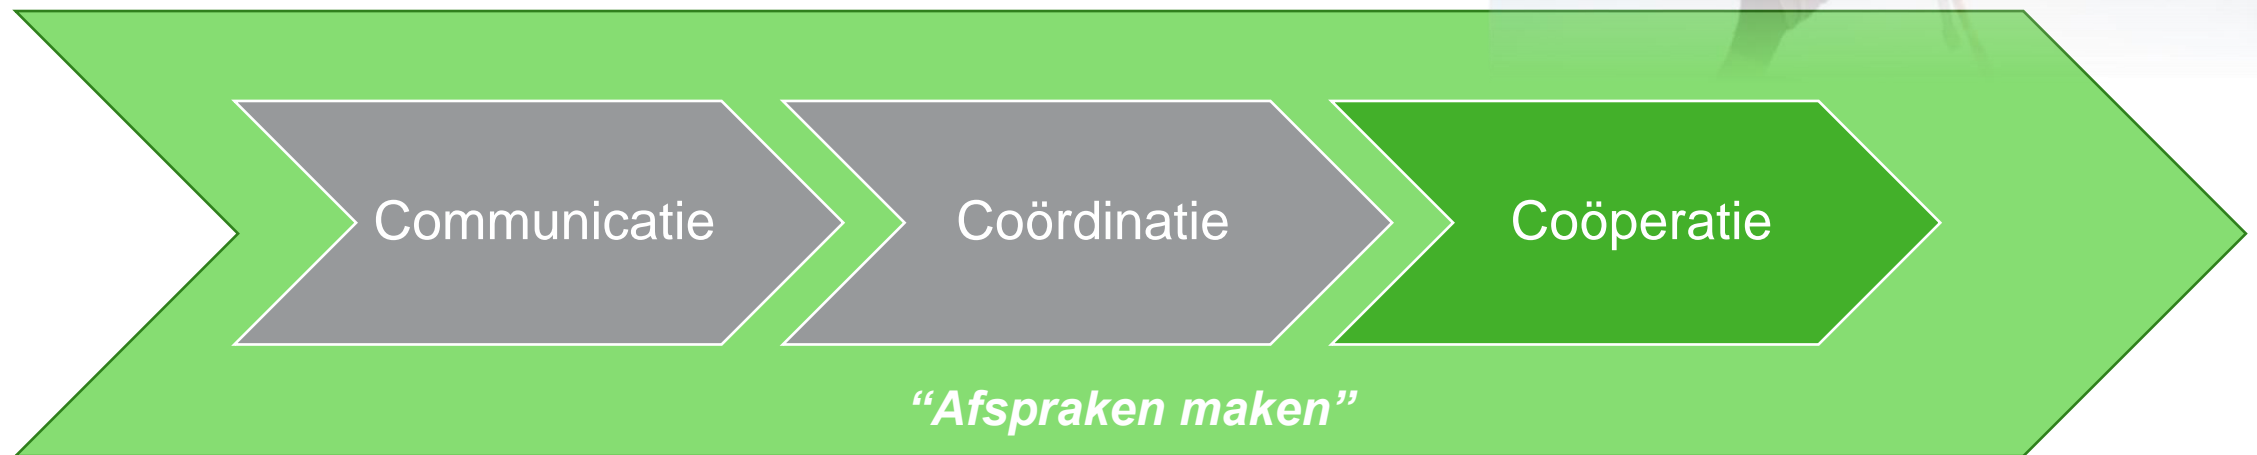 Communicatie
Coördinatie
Coöperatie
“Afspraken maken”